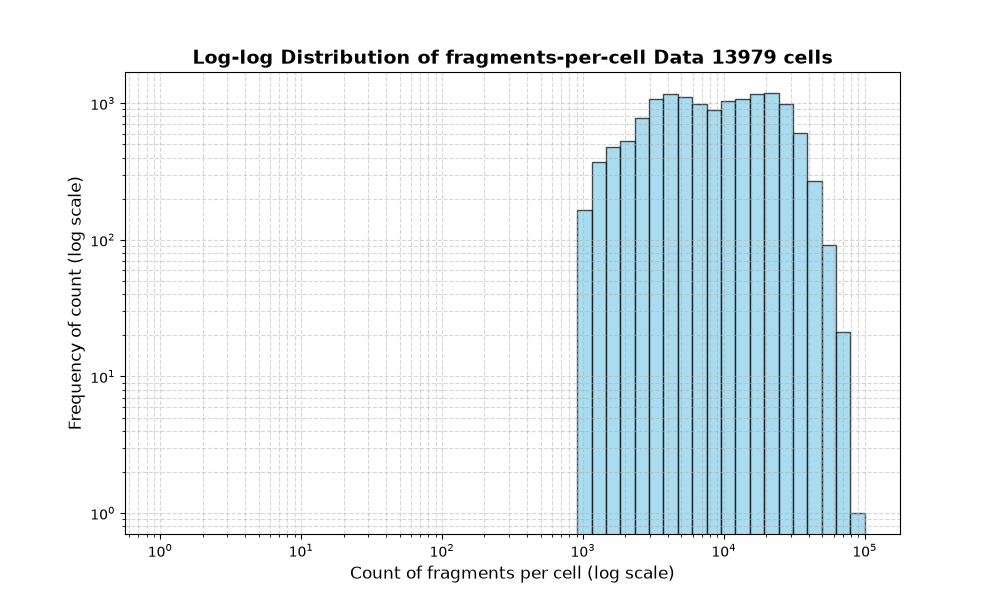 Log-log Distribution of fragments-per-cell Data 13979 cells
Frequency of count (log scale)
10³
10²
10¹
10⁰
10⁰ 10¹ 10² 10³ 10⁴ 10⁵
Count of fragments per cell (log scale)